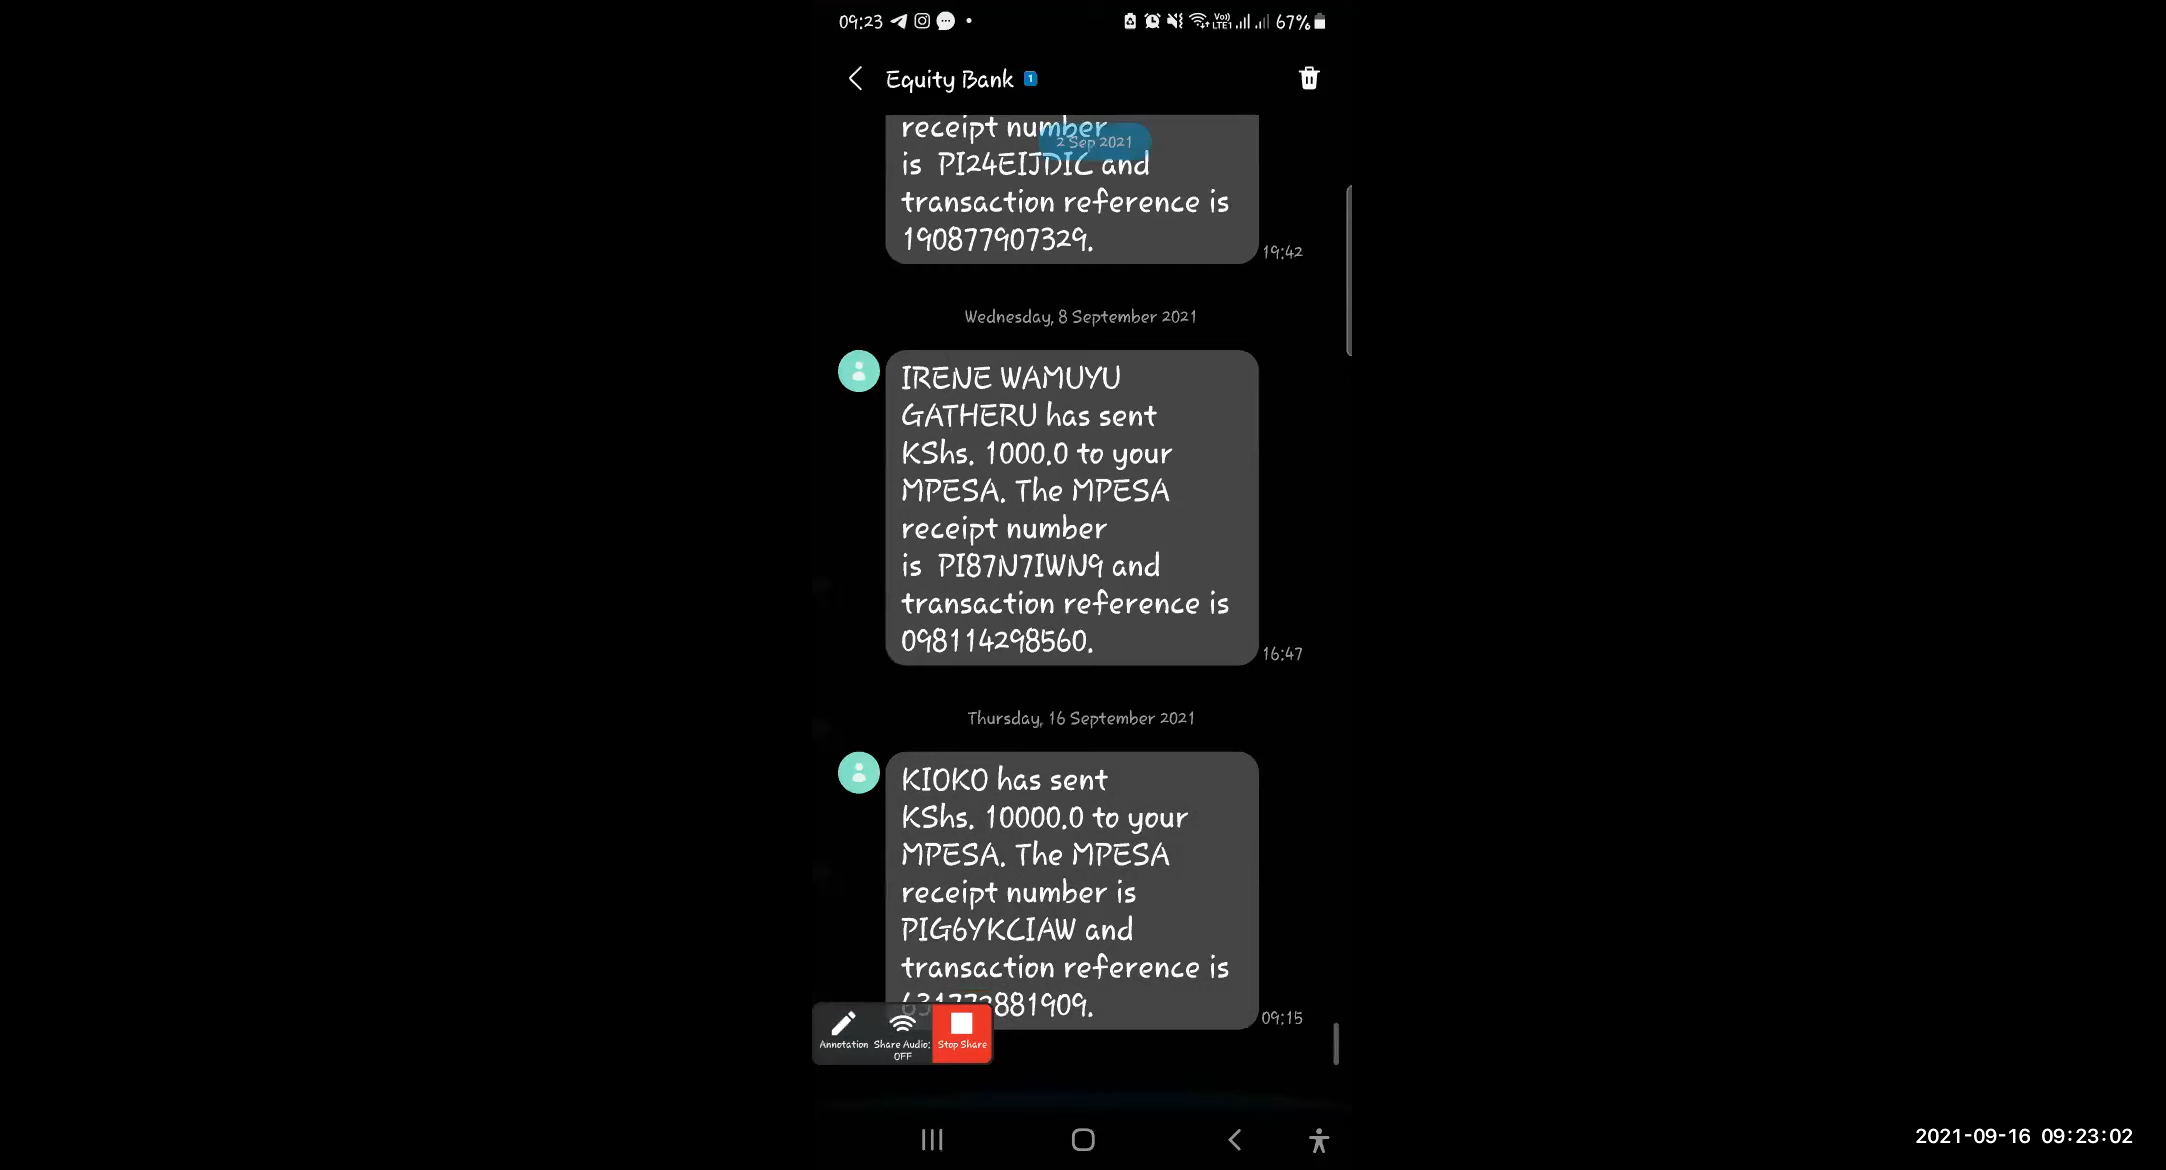 09:23
67%
Equity Bank 1
receipt number
2 Sep 2021
is PI24EIJDIC and
transaction reference is
190877907329.
19:42
Wednesday, 8 September 2021
IRENE WAMUYU
GATHERU has sent
KShs. 1000.0 to your
MPESA. The MPESA
receipt number
is PI87N7IWN9 and
transaction reference is
098114298560.
16:47
Thursday, 16 September 2021
KIOKO has sent
KShs. 10000.0 to your
MPESA. The MPESA
receipt number is
PIG6YKCIAW and
transaction reference is
09:15
Annotation
Share Audio:
OFF
Stop Share
2021-09-16 09:23:02